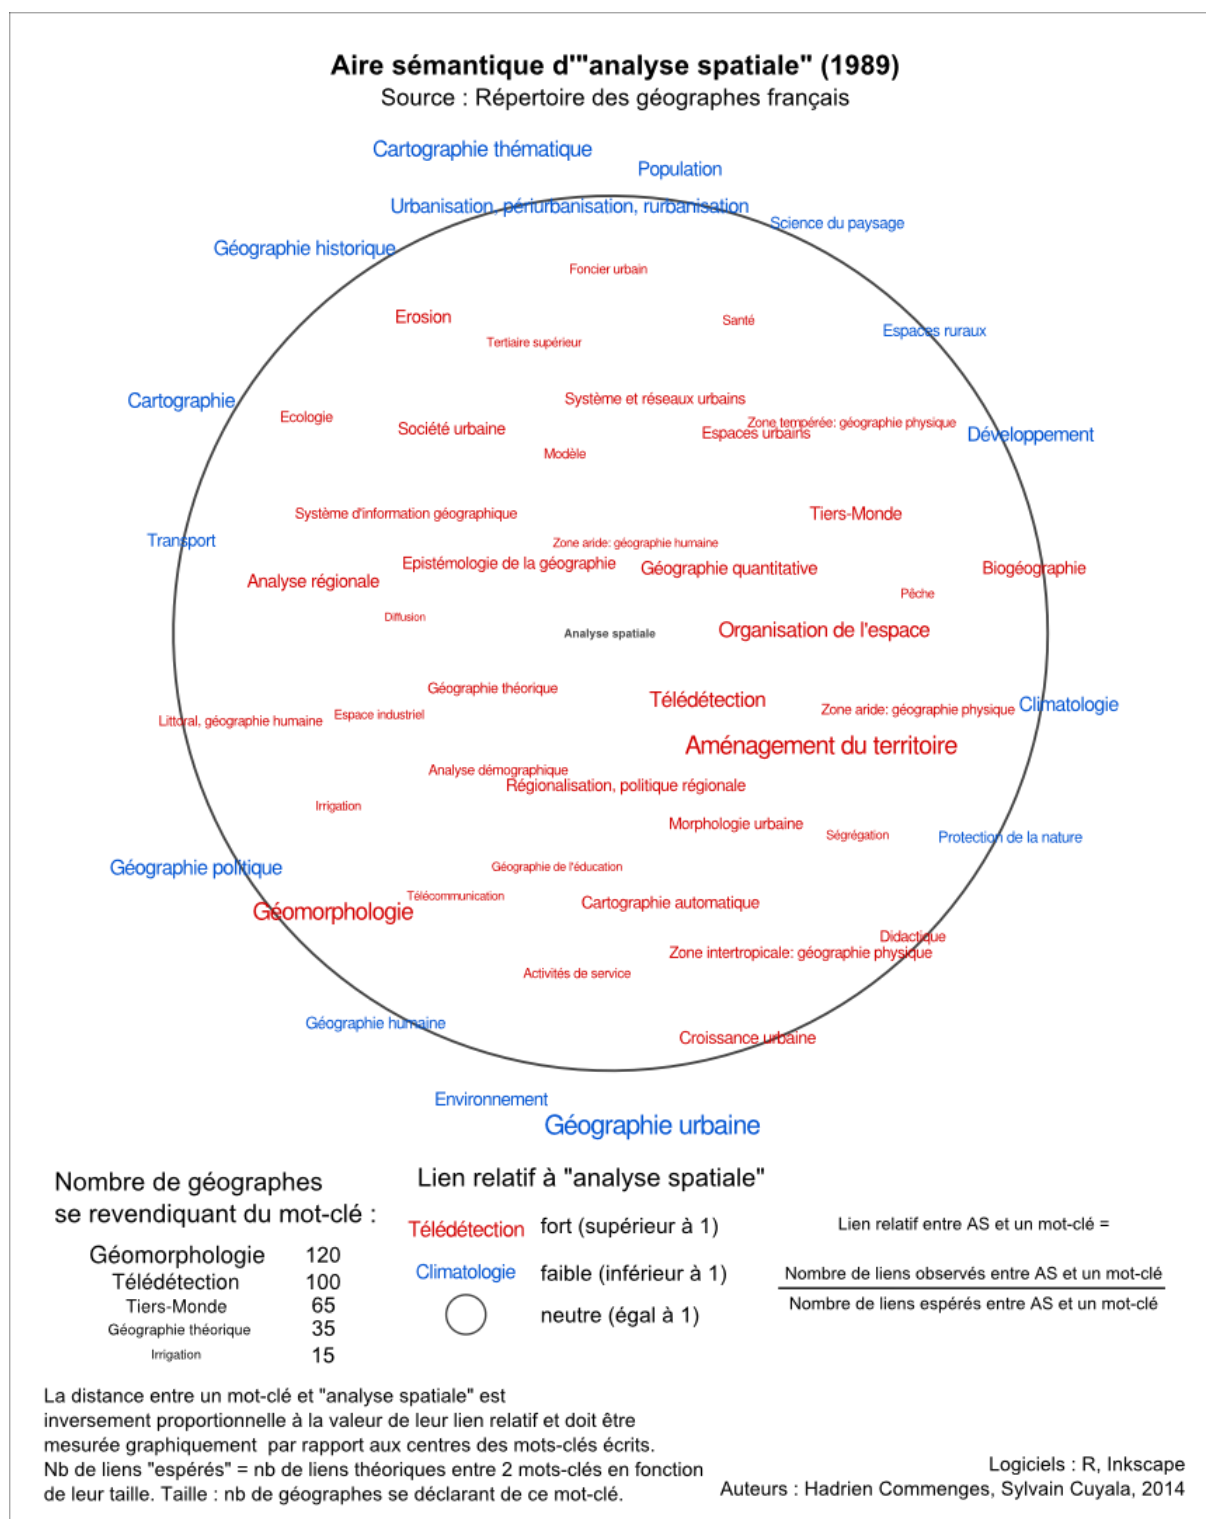 Aire sémantique d'"analyse spatiale" (1989)
Source : Répertoire des géographes français
Cartographie thématique
Population
Urbanisation, périurbanisation, rurbanisation
Science du paysage
Géographie historique
Foncier urbain
Erosion
Santé
Espaces ruraux
Tertiaire supérieur
Cartographie
Système et réseaux urbains
Ecologie
Société urbaine
Zone tempérée: géographie physique
Espaces urbains
Développement
Modèle
Système d'information géographique
Tiers-Monde
Transport
Zone aride: géographie humaine
Epistémologie de la géographie
Géographie quantitative
Biogéographie
Analyse régionale
Pêche
Diffusion
Analyse spatiale
Organisation de l'espace
Géographie théorique
Télédétection
Zone aride: géographie physique
Climatologie
Littoral, géographie humaine
Espace industriel
Aménagement du territoire
Analyse démographique
Régionalisation, politique régionale
Irrigation
Morphologie urbaine
Ségrégation
Protection de la nature
Géographie politique
Géographie de l'éducation
Télécommunication
Cartographie automatique
Géomorphologie
Didactique
Zone intertropicale: géographie physique
Activités de service
Géographie humaine
Croissance urbaine
Environnement
Géographie urbaine
Nombre de géographes
se revendiquant du mot-clé :
Géomorphologie 120
Télédétection 100
Tiers-Monde 65
Géographie théorique 35
Irrigation 15
Lien relatif à "analyse spatiale"
Télédétection fort (supérieur à 1)
Climatologie faible (inférieur à 1)
neutre (égal à 1)
Lien relatif entre AS et un mot-clé =
Nombre de liens observés entre AS et un mot-clé
Nombre de liens espérés entre AS et un mot-clé
La distance entre un mot-clé et "analyse spatiale" est
inversement proportionnelle à la valeur de leur lien relatif et doit être
mesurée graphiquement par rapport aux centres des mots-clés écrits.
Nb de liens "espérés" = nb de liens théoriques entre 2 mots-clés en fonction
de leur taille. Taille : nb de géographes se déclarant de ce mot-clé.
Logiciels : R, Inkscape
Auteurs : Hadrien Commenges, Sylvain Cuyala, 2014